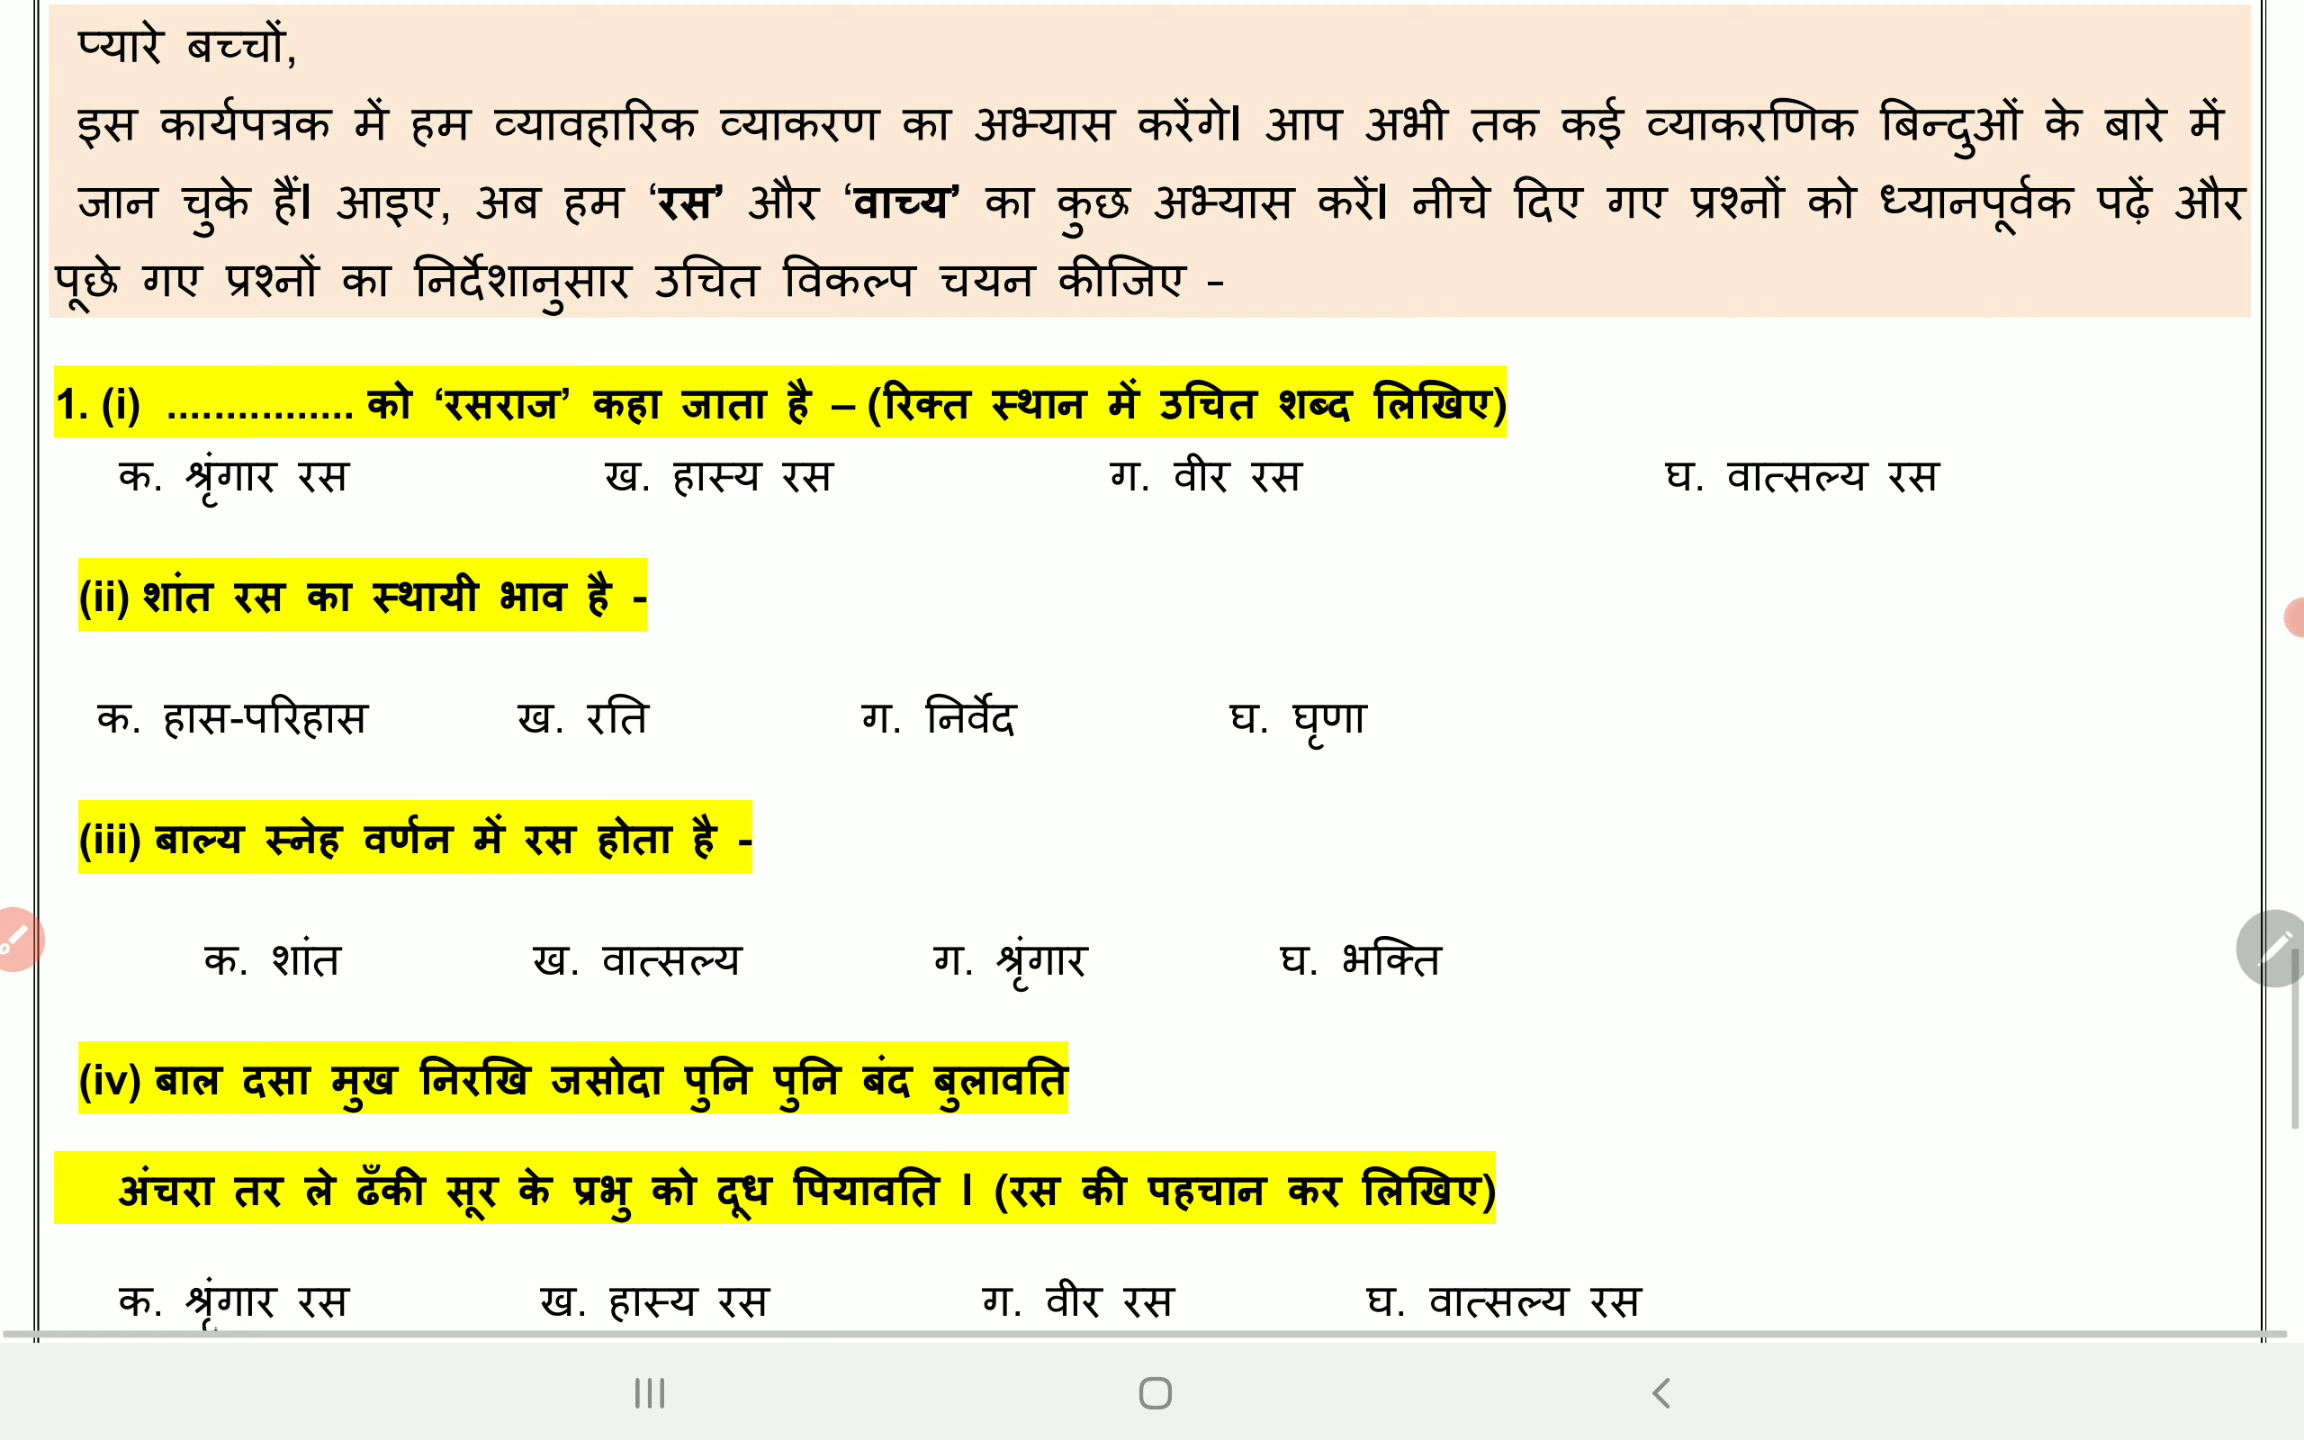 प्यारे बच्चों,
इस कार्यपत्रक में हम व्यावहारिक व्याकरण का अभ्यास करेंगे। आप अभी तक कई व्याकरणिक बिन्दुओं के बारे में
जान चुके हैं। आइए, अब हम ‘रस’ और ‘वाच्य’ का कुछ अभ्यास करें। नीचे दिए गए प्रश्नों को ध्यानपूर्वक पढ़ें और
पूछे गए प्रश्नों का निर्देशानुसार उचित विकल्प चयन कीजिए -
1. (i) ................ को ‘रसराज’ कहा जाता है – (रिक्त स्थान में उचित शब्द लिखिए)
क. श्रृंगार रस ख. हास्य रस ग. वीर रस घ. वात्सल्य रस
(ii) शांत रस का स्थायी भाव है -
क. हास-परिहास ख. रति ग. निर्वेद घ. घृणा
(iii) बाल्य स्नेह वर्णन में रस होता है -
क. शांत ख. वात्सल्य ग. श्रृंगार घ. भक्ति
(iv) बाल दसा मुख निरखि जसोदा पुनि पुनि बंद बुलावति
अंचरा तर ले ढँकी सूर के प्रभु को दूध पियावति । (रस की पहचान कर लिखिए)
क. श्रृंगार रस ख. हास्य रस ग. वीर रस घ. वात्सल्य रस